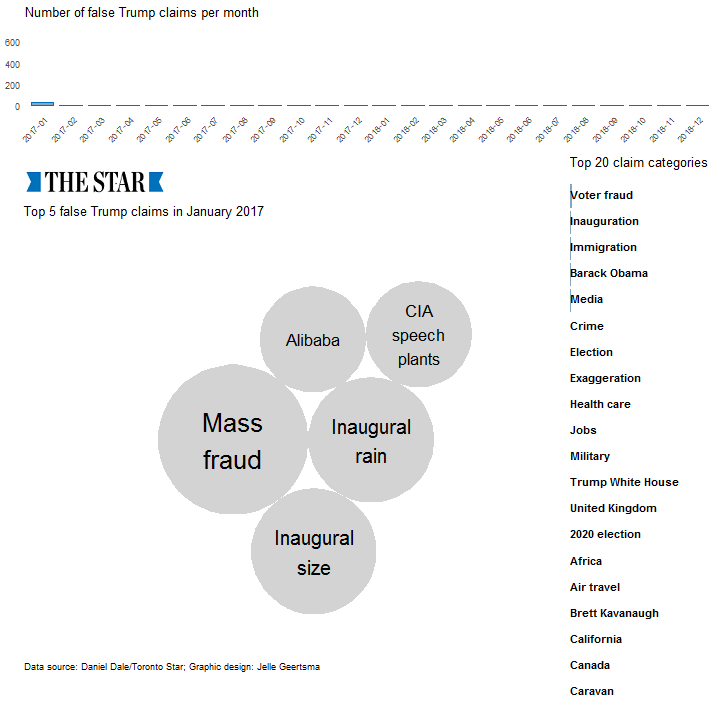 Number of false Trump claims per month
600
400
200
0
2017-01
2017-02
2017-03
2017-04
2017-05
2017-06
2017-07
2017-08
2017-09
2017-10
2017-11
2017-12
2018-01
2018-02
2018-03
2018-04
2018-05
2018-06
2018-07
2018-08
2018-09
2018-10
2018-11
2018-12
THE STAR
Top 5 false Trump claims in January 2017
Alibaba
CIA
speech
plants
Mass
fraud
Inaugural
rain
Inaugural
size
Top 20 claim categories
Voter fraud
Inauguration
Immigration
Barack Obama
Media
Crime
Election
Exaggeration
Health care
Jobs
Military
Trump White House
United Kingdom
2020 election
Africa
Air travel
Brett Kavanaugh
California
Canada
Caravan
Data source: Daniel Dale/Toronto Star; Graphic design: Jelle Geertsma